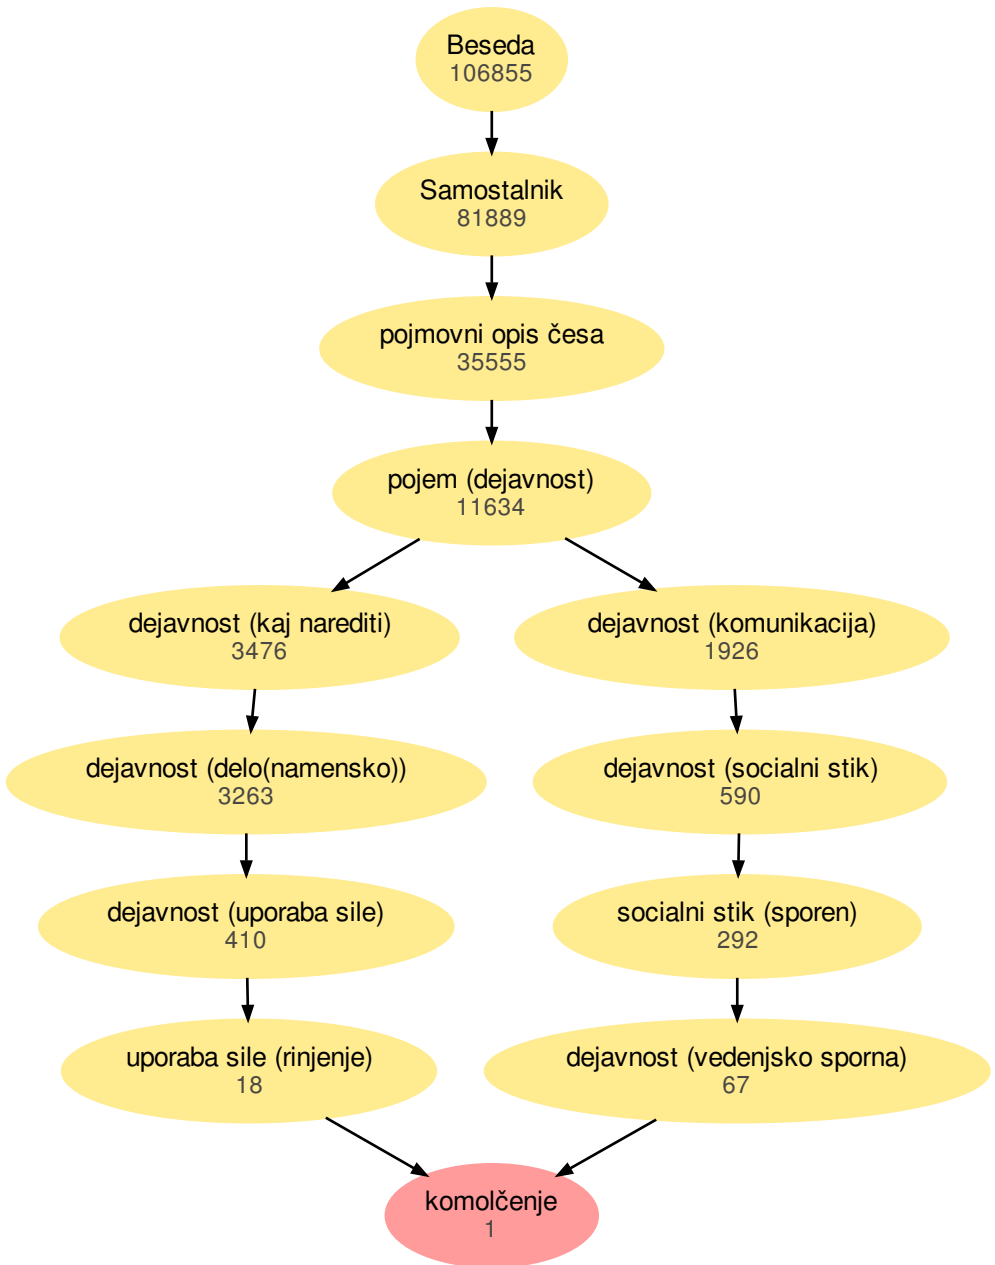 Beseda
106855
Samostalnik
81889
pojmovni opis česa
35555
pojem (dejavnost)
11634
dejavnost (kaj narediti)
3476
dejavnost (komunikacija)
1926
dejavnost (delo(namensko))
3263
dejavnost (socialni stik)
590
dejavnost (uporaba sile)
410
socialni stik (sporen)
292
uporaba sile (rinjenje)
18
dejavnost (vedenjsko sporna)
67
komolčenje
1